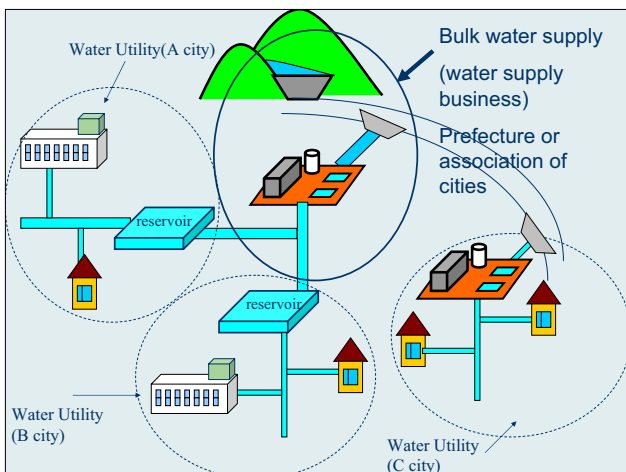 Water Utility(A city)
Bulk water supply
(water supply
business)
Prefecture or
association of
cities
reservoir
reservoir
Water Utility
(B city)
Water Utility
(C city)